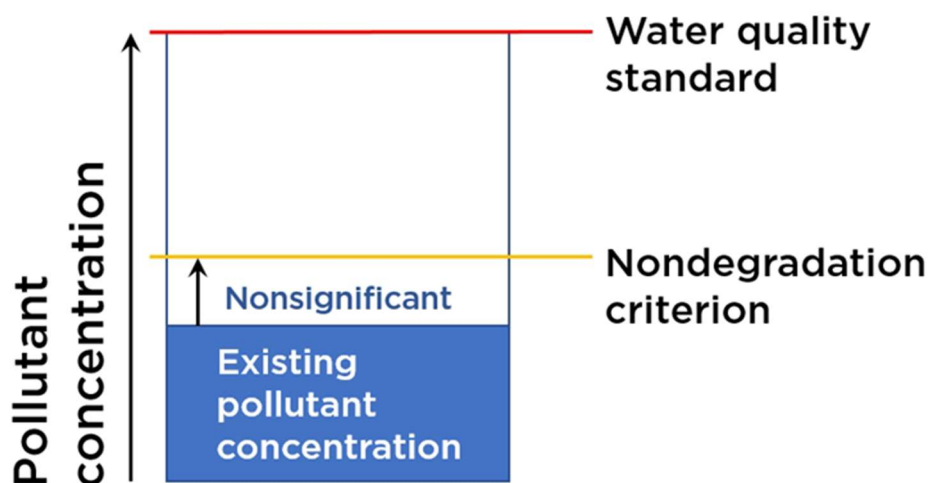 Water quality
standard
Nondegradation
criterion
Nonsignificant
Existing
pollutant
concentration
Pollutant
concentration